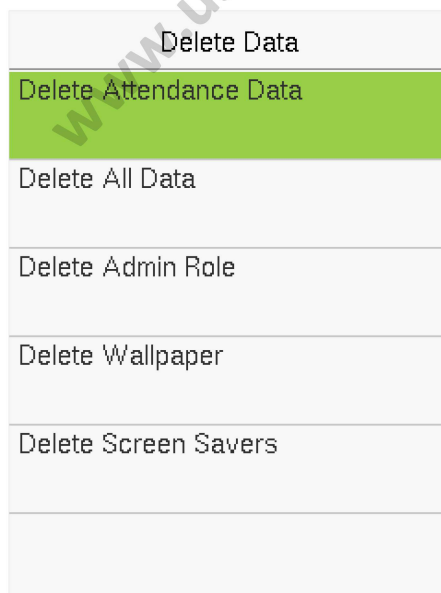 Delete Data
Delete Attendance Data
Delete All Data
Delete Admin Role
Delete Wallpaper
Delete Screen Savers